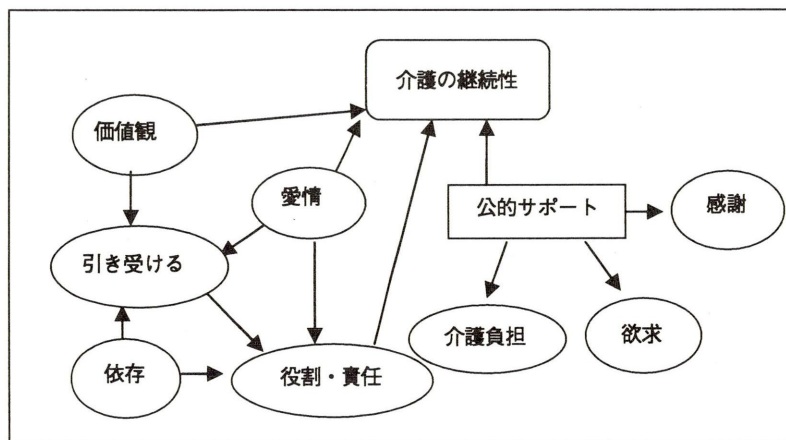 介護の継続性
価値観
愛情
公的サポート
感謝
引き受ける
介護負担
欲求
依存
役割・責任